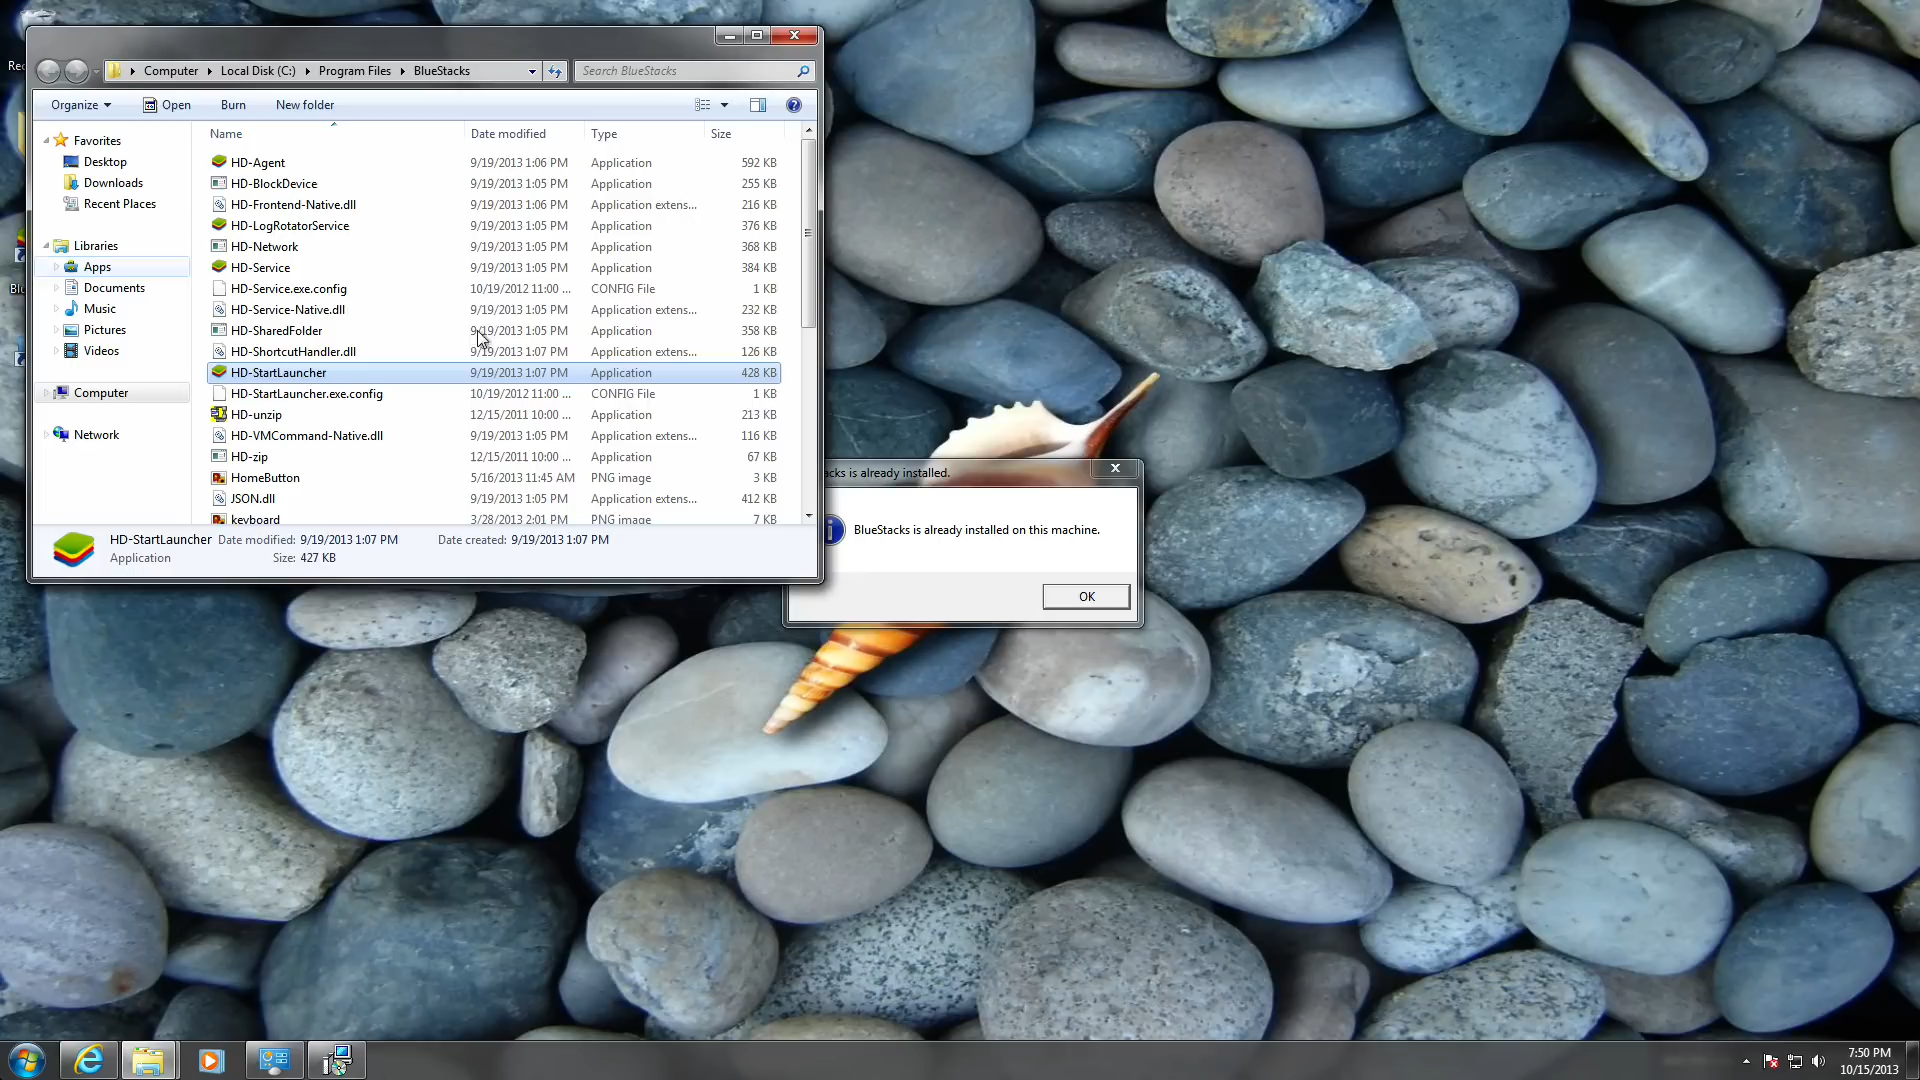 Rec
Blu
Computer Local Disk (C:) Program Files BlueStacks
Search BlueStacks
Organize Open Burn New folder
Name Date modified Type Size
Favorites
Desktop
Downloads
Recent Places
Libraries
Apps
Documents
Music
Pictures
Videos
Computer
Network
HD-Agent 9/19/2013 1:06 PM Application 592 KB
HD-BlockDevice 9/19/2013 1:05 PM Application 255 KB
HD-Frontend-Native.dll 9/19/2013 1:06 PM Application extens... 216 KB
HD-LogRotatorService 9/19/2013 1:05 PM Application 376 KB
HD-Network 9/19/2013 1:05 PM Application 368 KB
HD-Service 9/19/2013 1:05 PM Application 384 KB
HD-Service.exe.config 10/19/2012 11:00 ... CONFIG File 1 KB
HD-Service-Native.dll 9/19/2013 1:05 PM Application extens... 232 KB
HD-SharedFolder 9/19/2013 1:05 PM Application 358 KB
HD-ShortcutHandler.dll 9/19/2013 1:07 PM Application extens... 126 KB
HD-StartLauncher 9/19/2013 1:07 PM Application 428 KB
HD-StartLauncher.exe.config 10/19/2012 11:00 ... CONFIG File 1 KB
HD-unzip 12/15/2011 10:00 ... Application 213 KB
HD-VMCommand-Native.dll 9/19/2013 1:05 PM Application extens... 116 KB
HD-zip 12/15/2011 10:00 ... Application 67 KB
HomeButton 5/16/2013 11:45 AM PNG image 3 KB
JSON.dll 9/19/2013 1:05 PM Application extens... 412 KB
keyboard 3/28/2013 2:01 PM PNG image 7 KB
HD-StartLauncher Date modified: 9/19/2013 1:07 PM Date created: 9/19/2013 1:07 PM
Application Size: 427 KB
cks is already installed.
BlueStacks is already installed on this machine.
OK
7:50 PM
10/15/2013